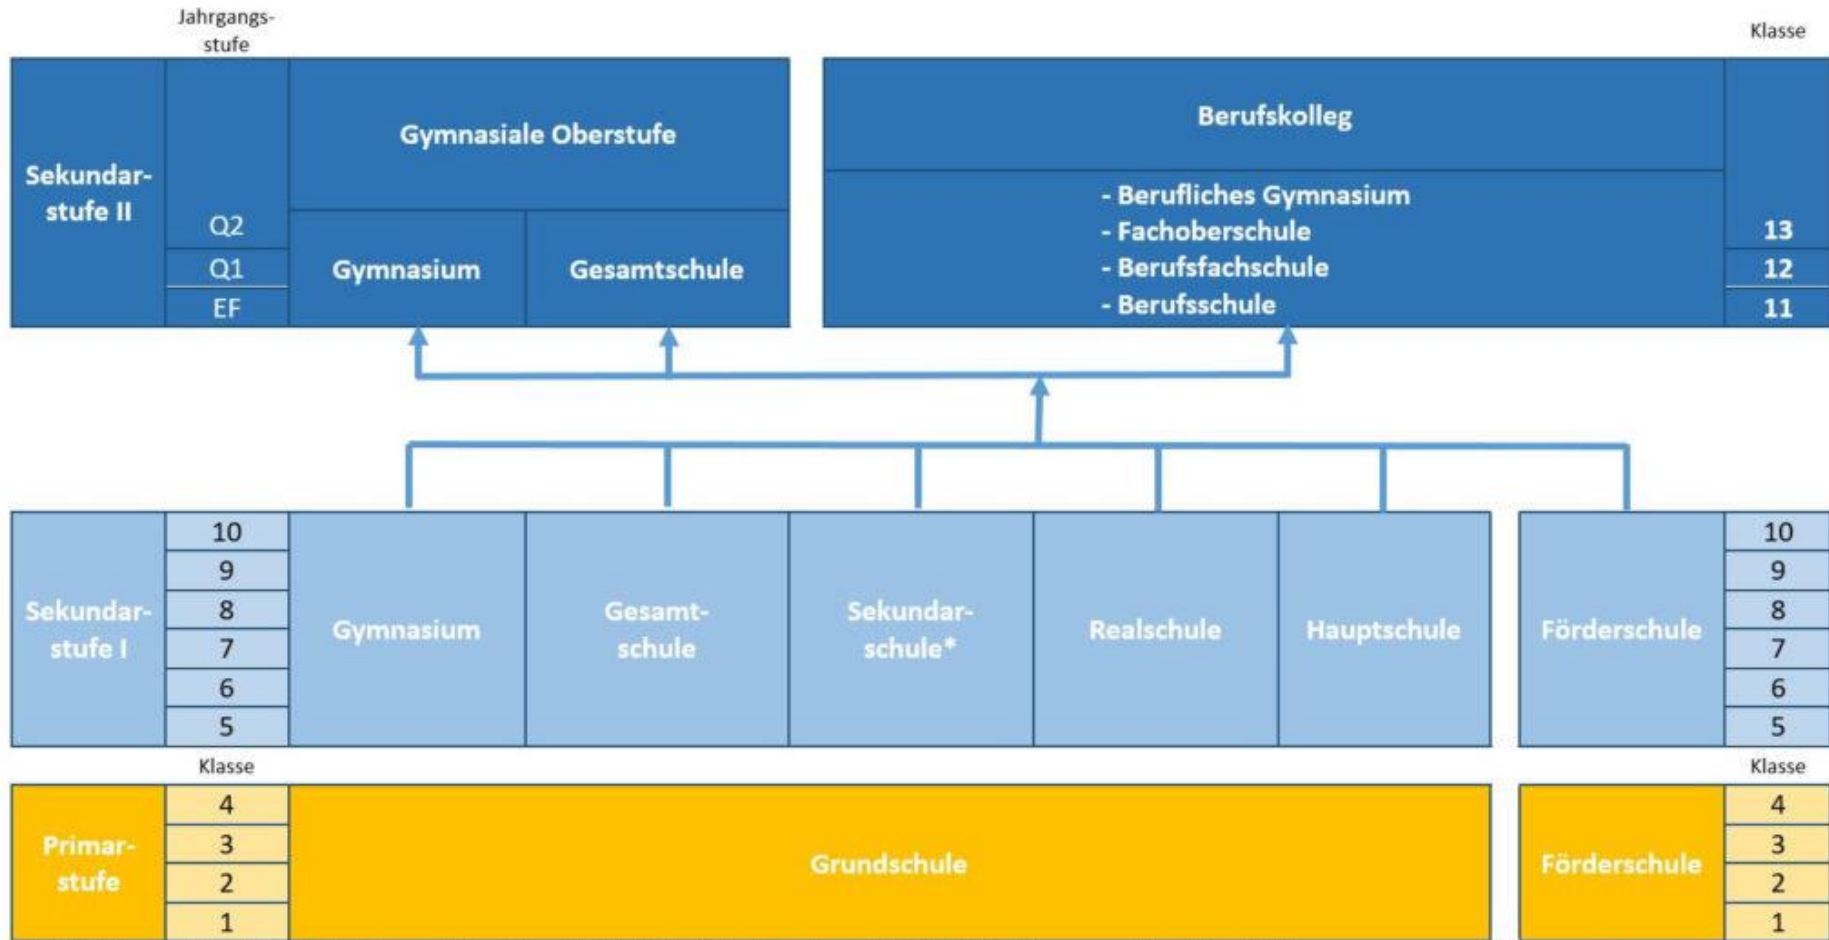 Jahrgangs-
stufe
Klasse
Sekundar-
stufe II
Q2
Q1
EF
Gymnasiale Oberstufe
Gymnasium
Gesamtschule
Berufskolleg
- Berufliches Gymnasium
- Fachoberschule
- Berufsfachschule
- Berufsschule
13
12
11
Sekundar-
stufe I
10
9
8
7
6
5
Gymnasium
Gesamt-
schule
Sekundar-
schule*
Realschule
Hauptschule
Förderschule
10
9
8
7
6
5
Klasse
Klasse
Primar-
stufe
4
3
2
1
Grundschule
Förderschule
4
3
2
1